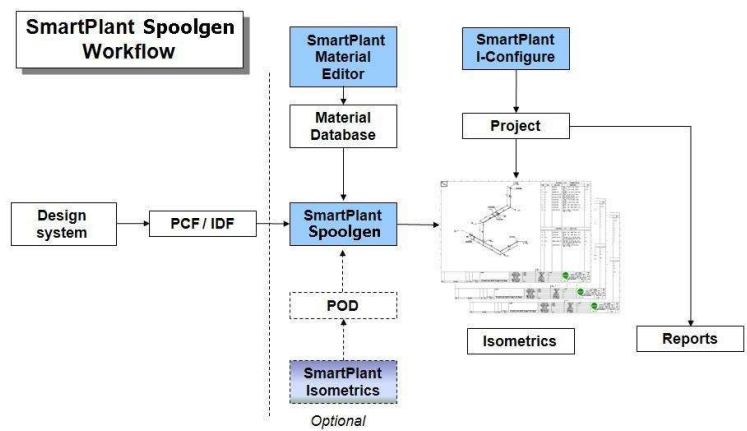 SmartPlant Spoolgen
Workflow
SmartPlant
Material
Editor
SmartPlant
I-Configure
Material
Database
Project
Design
system
PCF / IDF
SmartPlant
Spoolgen
POD
Isometrics
Reports
SmartPlant
Isometrics
Optional